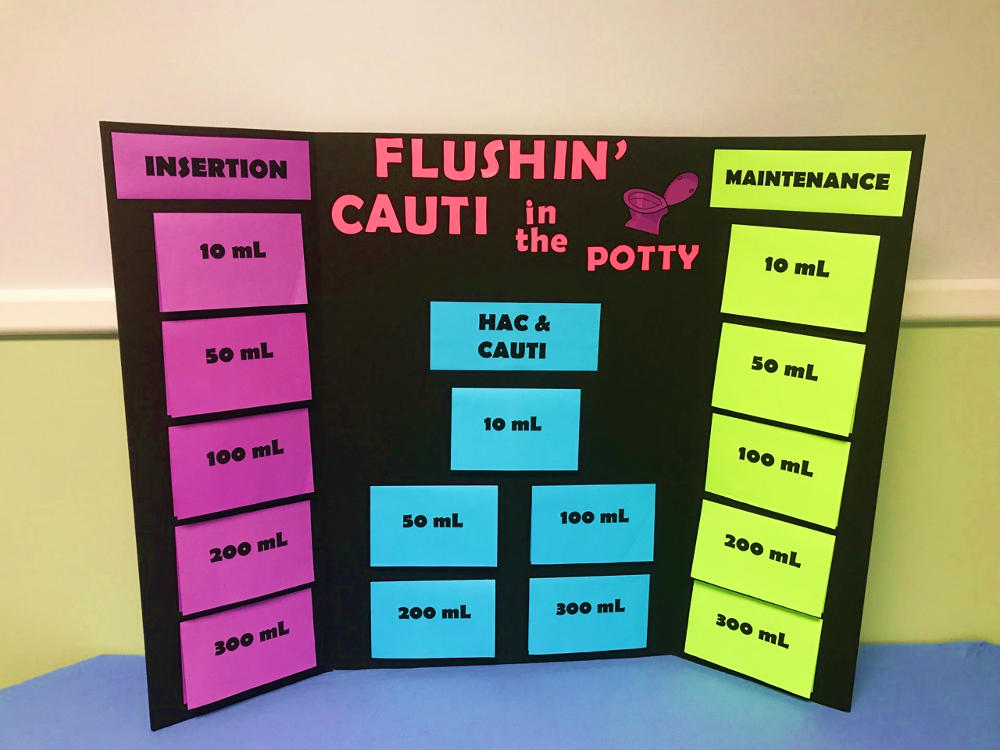 FLUSHIN'
CAUTI in
the
POTTY
INSERTION
10 mL
50 mL
100 mL
200 mL
300 mL
HAC &
CAUTI
10 mL
50 mL
100 mL
200 mL
300 mL
MAINTENANCE
10 mL
50 mL
100 mL
200 mL
300 mL